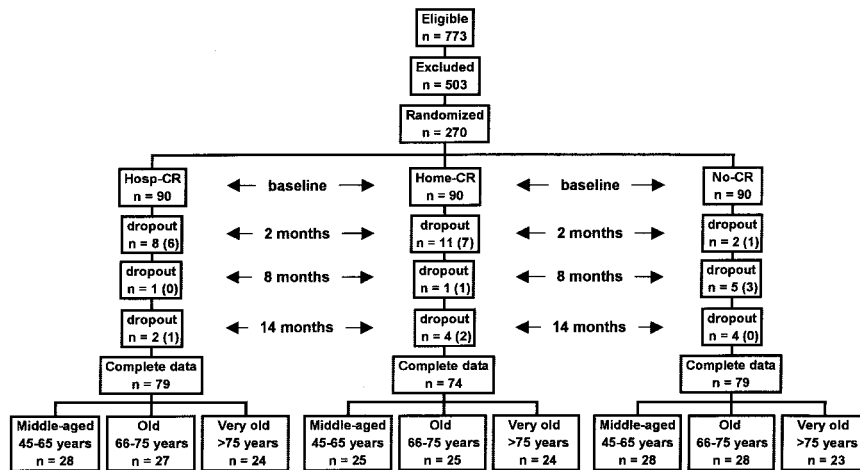 Eligible
n = 773
Excluded
n = 503
Randomized
n = 270
Hosp-CR
n = 90
baseline
Home-CR
n = 90
baseline
No-CR
n = 90
dropout
n = 8 (6)
2 months
dropout
n = 11 (7)
2 months
dropout
n = 2 (1)
dropout
n = 1 (0)
8 months
dropout
n = 1 (1)
8 months
dropout
n = 5 (3)
dropout
n = 2 (1)
14 months
dropout
n = 4 (2)
14 months
dropout
n = 4 (0)
Complete data
n = 79
Complete data
n = 74
Complete data
n = 79
Middle-aged
45-65 years
n = 28
Old
66-75 years
n = 27
Very old
>75 years
n = 24
Middle-aged
45-65 years
n = 25
Old
66-75 years
n = 25
Very old
>75 years
n = 24
Middle-aged
45-65 years
n = 28
Old
66-75 years
n = 28
Very old
>75 years
n = 23